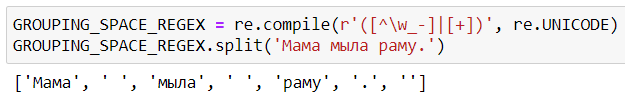 GROUPING_SPACE_REGEX = re.compile(r'([^\w_-]|[+])', re.UNICODE)
GROUPING_SPACE_REGEX.split('Мама мыла раму.')
['Мама', ' ', 'мыла', ' ', 'раму', '.', '']